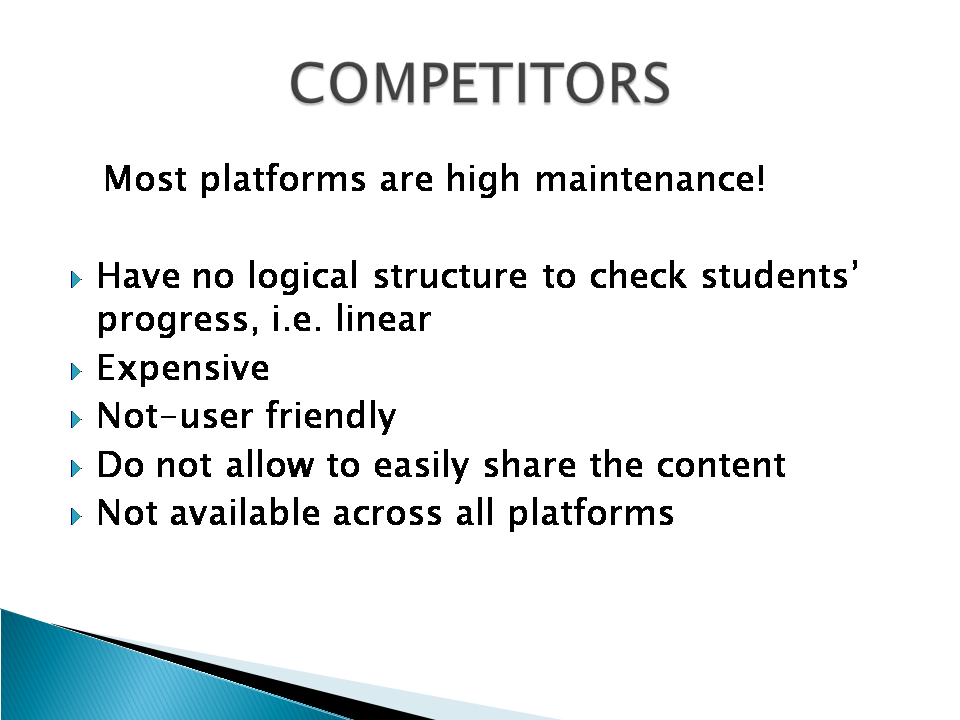 COMPETITORS
Most platforms are high maintenance!
Have no logical structure to check students’
progress, i.e. linear
Expensive
Not-user friendly
Do not allow to easily share the content
Not available across all platforms